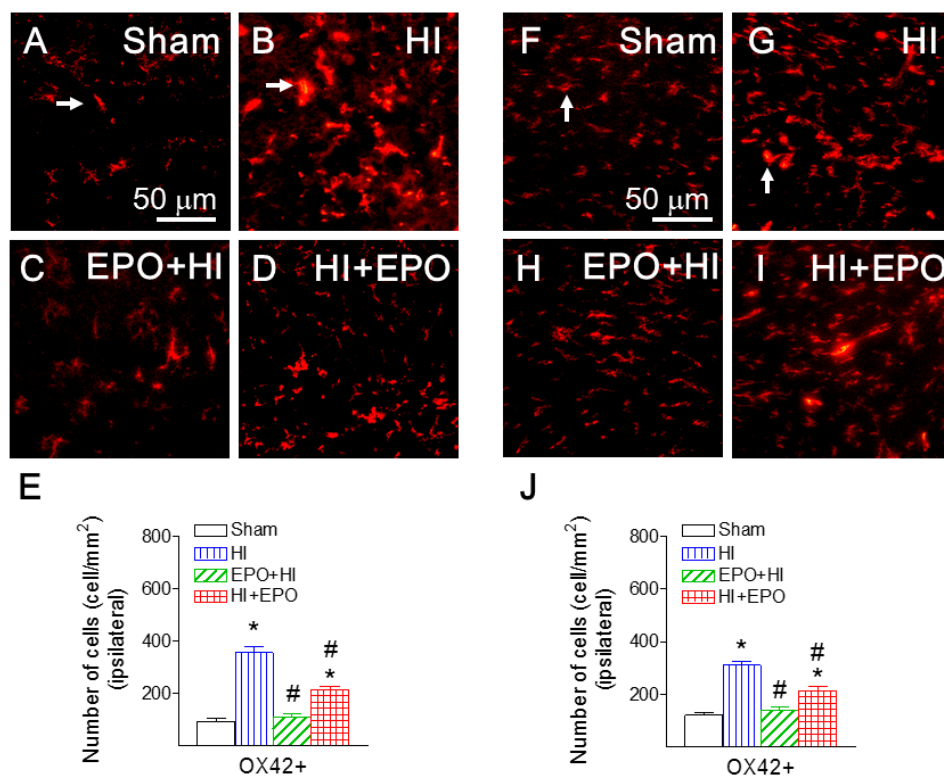 A Sham
B HI
F Sham
G HI
50 μm
50 μm
C EPO+HI
D HI+EPO
H EPO+HI
I HI+EPO
E
Number of cells (cell/mm²)
(ipsilateral)
800
600
400
200
Sham
HI
EPO+HI
HI+EPO
*
#
#
*
OX42+
J
Number of cells (cell/mm²)
(ipsilateral)
800
600
400
200
Sham
HI
EPO+HI
HI+EPO
*
#
#
*
OX42+